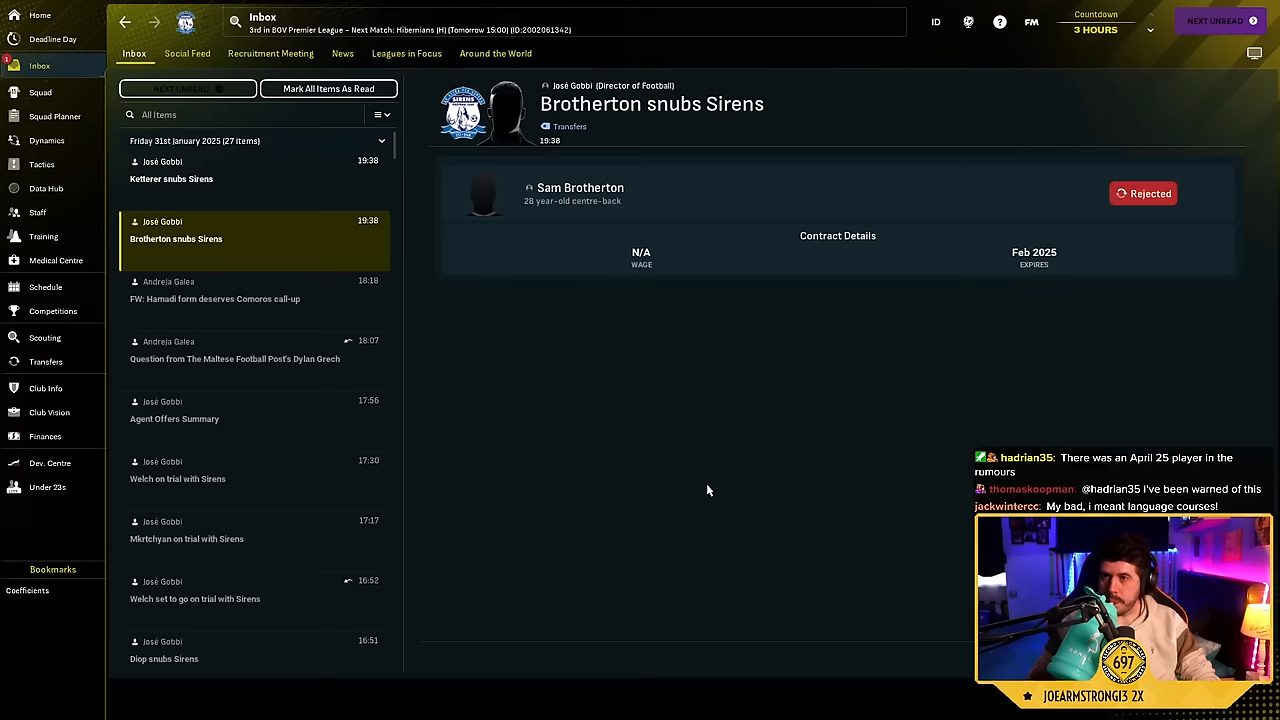 Home
Deadline Day
1
Inbox
Squad
Squad Planner
Dynamics
Tactics
Data Hub
Staff
Training
Medical Centre
Schedule
Competitions
Scouting
Transfers
Club Info
Club Vision
Finances
Dev. Centre
Under 23s
Bookmarks
Coefficients
Inbox
3rd in BOV Premier League - Next Match: Hibernians (H) (Tomorrow 15:00) (ID:2002061342)
ID
FM
Countdown
3 HOURS
NEXT UNREAD
Inbox
Social Feed
Recruitment Meeting
News
Leagues in Focus
Around the World
NEXT UNREAD
Mark All Items As Read
All Items
Friday 31st January 2025 (27 Items)
José Gobbi 19:38
Ketterer snubs Sirens
José Gobbi 19:38
Brotherton snubs Sirens
Andreja Galea 18:18
FW: Hamadi form deserves Comoros call-up
Andreja Galea 18:07
Question from The Maltese Football Post's Dylan Grech
José Gobbi 17:56
Agent Offers Summary
José Gobbi 17:30
Welch on trial with Sirens
José Gobbi 17:17
Mkrtchyan on trial with Sirens
José Gobbi 16:52
Welch set to go on trial with Sirens
José Gobbi 16:51
Diop snubs Sirens
SIRENS
José Gobbi (Director of Football)
Brotherton snubs Sirens
Transfers
19:38
Sam Brotherton
28 year-old centre-back
Rejected
Contract Details
N/A
WAGE
Feb 2025
EXPIRES
hadrian35: There was an April 25 player in the
rumours
thomaskoopman: @hadrian35 I've been warned of this
jackwintercc: My bad, i meant language courses!
697
JOEARMSTRONG13 2X